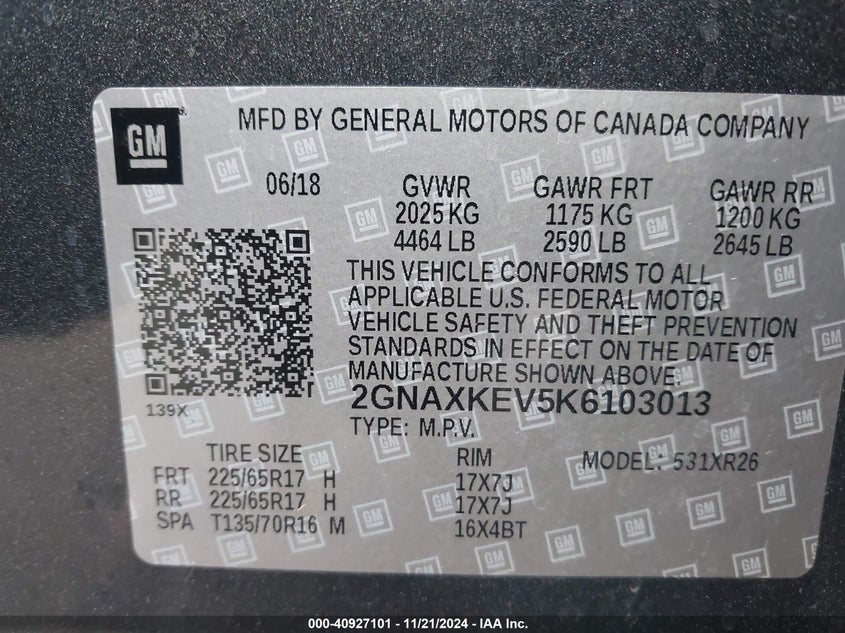 GM
MFD BY GENERAL MOTORS OF CANADA COMPANY
06/18 GVWR GAWR FRT GAWR RR
2025 KG 1175 KG 1200 KG
4464 LB 2590 LB 2645 LB
THIS VEHICLE CONFORMS TO ALL
APPLICABLE U.S. FEDERAL MOTOR
VEHICLE SAFETY AND THEFT PREVENTION
STANDARDS IN EFFECT ON THE DATE OF
MANUFACTURE SHOWN ABOVE.
2GNAXKEV5K6103013
139X TYPE: M.P.V.
TIRE SIZE RIM MODEL: 531XR26
FRT 225/65R17 H 17X7J
RR 225/65R17 H 17X7J
SPA T135/70R16 M 16X4BT
000-40927101 - 11/21/2024 - IAA Inc.